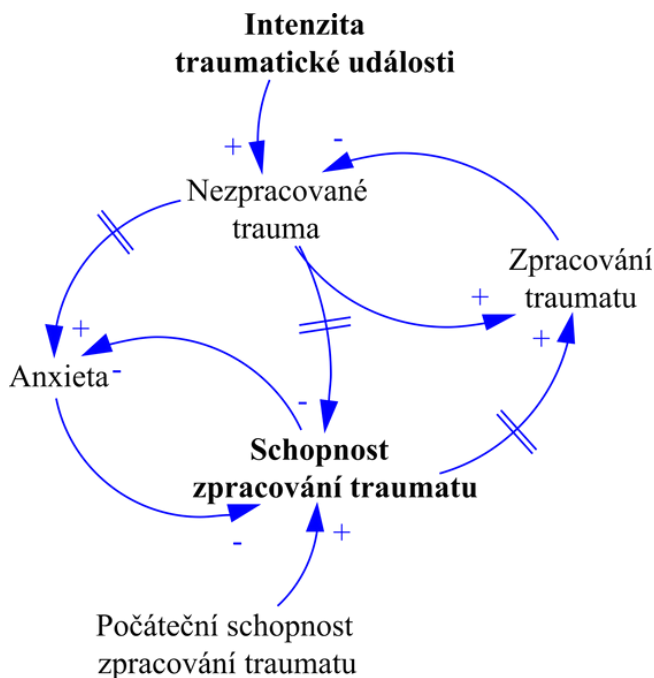 Intenzita
traumatické události
+
-
Nezpracované
trauma
Zpracování
traumatu
+
+
+
Anxieta
-
-
Schopnost
zpracování traumatu
-
+
Počáteční schopnost
zpracování traumatu